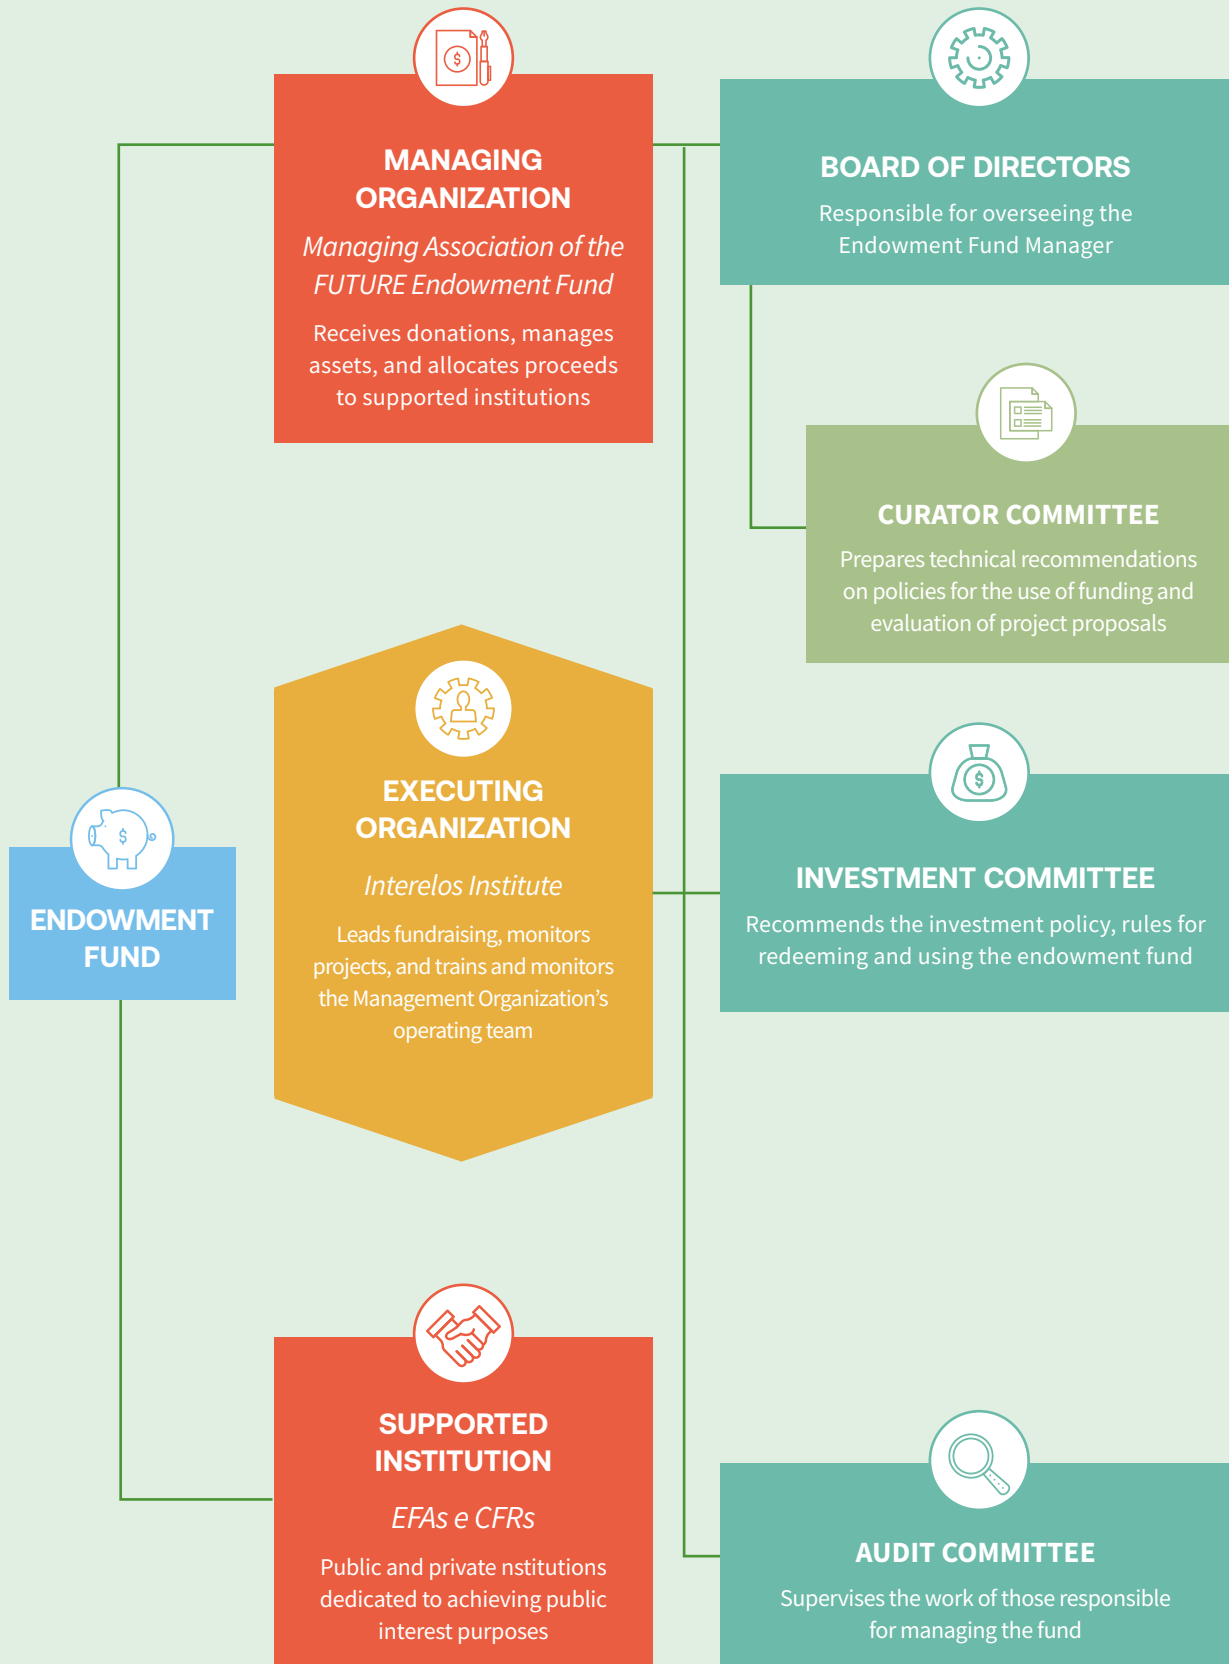 MANAGING
ORGANIZATION
Managing Association of the
FUTURE Endowment Fund
Receives donations, manages
assets, and allocates proceeds
to supported institutions
BOARD OF DIRECTORS
Responsible for overseeing the
Endowment Fund Manager
CURATOR COMMITTEE
Prepares technical recommendations
on policies for the use of funding and
evaluation of project proposals
EXECUTING
ORGANIZATION
Interelos Institute
Leads fundraising, monitors
projects, and trains and monitors
the Management Organization’s
operating team
ENDOWMENT
FUND
INVESTMENT COMMITTEE
Recommends the investment policy, rules for
redeeming and using the endowment fund
SUPPORTED
INSTITUTION
EFAs e CFRs
Public and private nstitutions
dedicated to achieving public
interest purposes
AUDIT COMMITTEE
Supervises the work of those responsible
for managing the fund